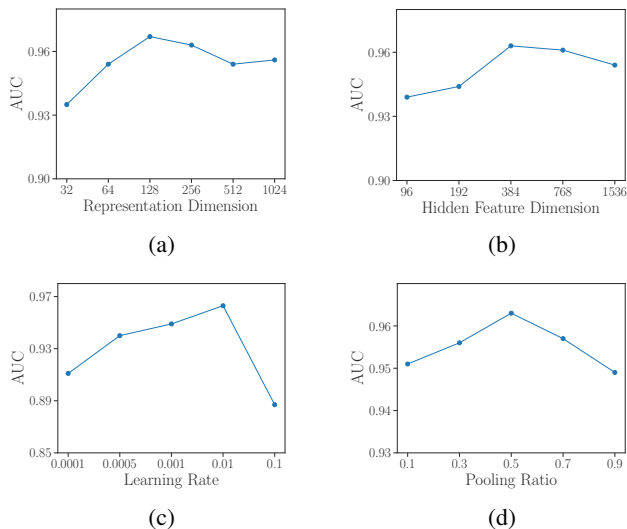 0.96
0.93
0.90
AUC
32 64 128 256 512 1024
Representation Dimension
(a)
0.96
0.93
0.90
AUC
96 192 384 768 1536
Hidden Feature Dimension
(b)
0.97
0.93
0.89
0.85
AUC
0.0001 0.0005 0.001 0.01 0.1
Learning Rate
(c)
0.96
0.95
0.94
0.93
AUC
0.1 0.3 0.5 0.7 0.9
Pooling Ratio
(d)